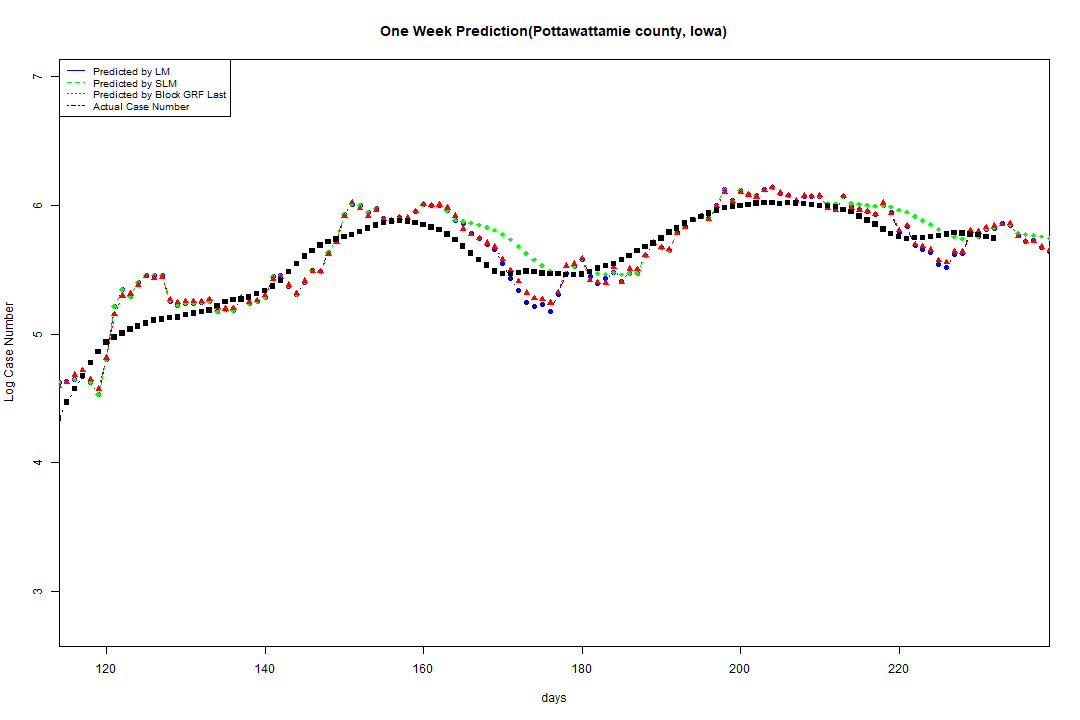 One Week Prediction(Pottawattamie county, Iowa)
Predicted by LM
Predicted by SLM
Predicted by Block GRF Last
Actual Case Number
7
6
5
4
3
Log Case Number
120 140 160 180 200 220
days